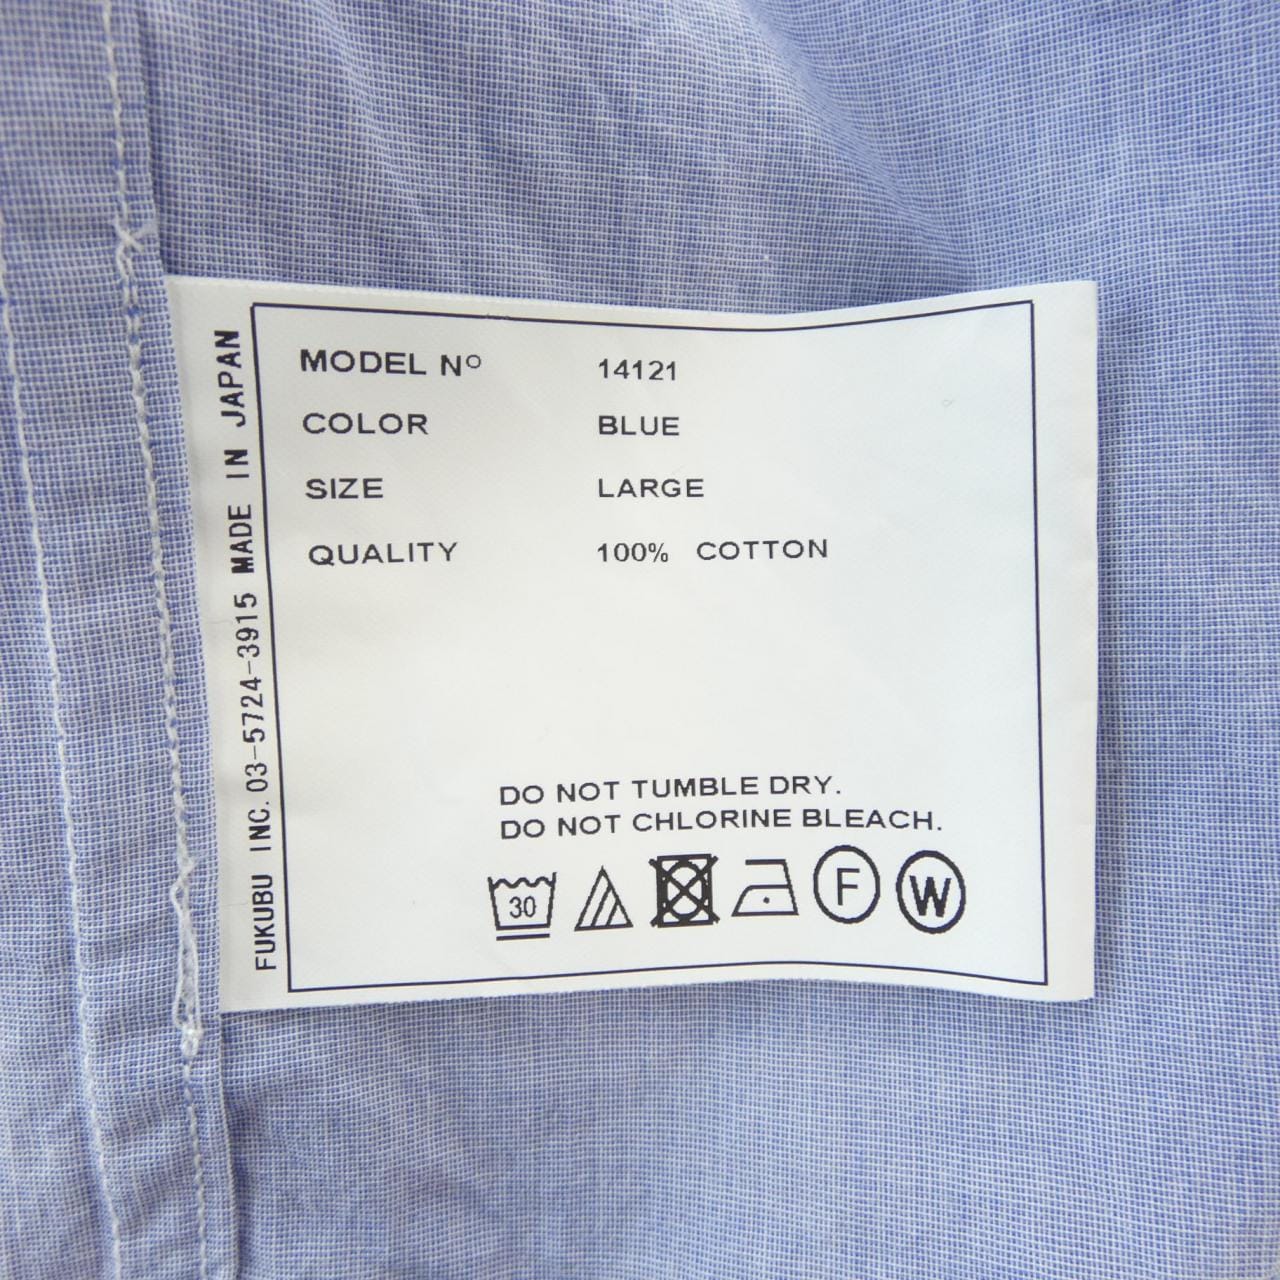 MODEL Nº 14121
COLOR BLUE
SIZE LARGE
QUALITY 100% COTTON
DO NOT TUMBLE DRY.
DO NOT CHLORINE BLEACH.
30 F W
FUKUBU INC. 03-5724-3915 MADE IN JAPAN